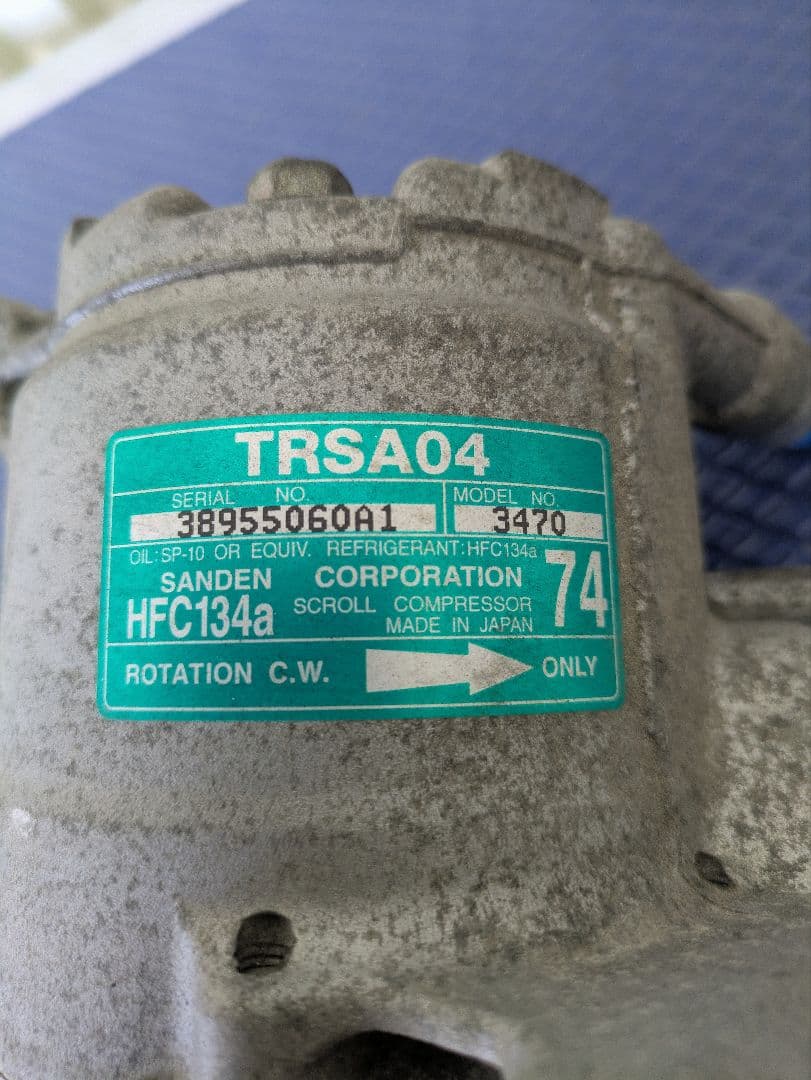 TRSA04
SERIAL NO. MODEL NO.
38955060A1 3470
OIL:SP-10 OR EQUIV. REFRIGERANT:HFC134a
SANDEN CORPORATION 74
HFC134a SCROLL COMPRESSOR
MADE IN JAPAN
ROTATION C.W. ONLY